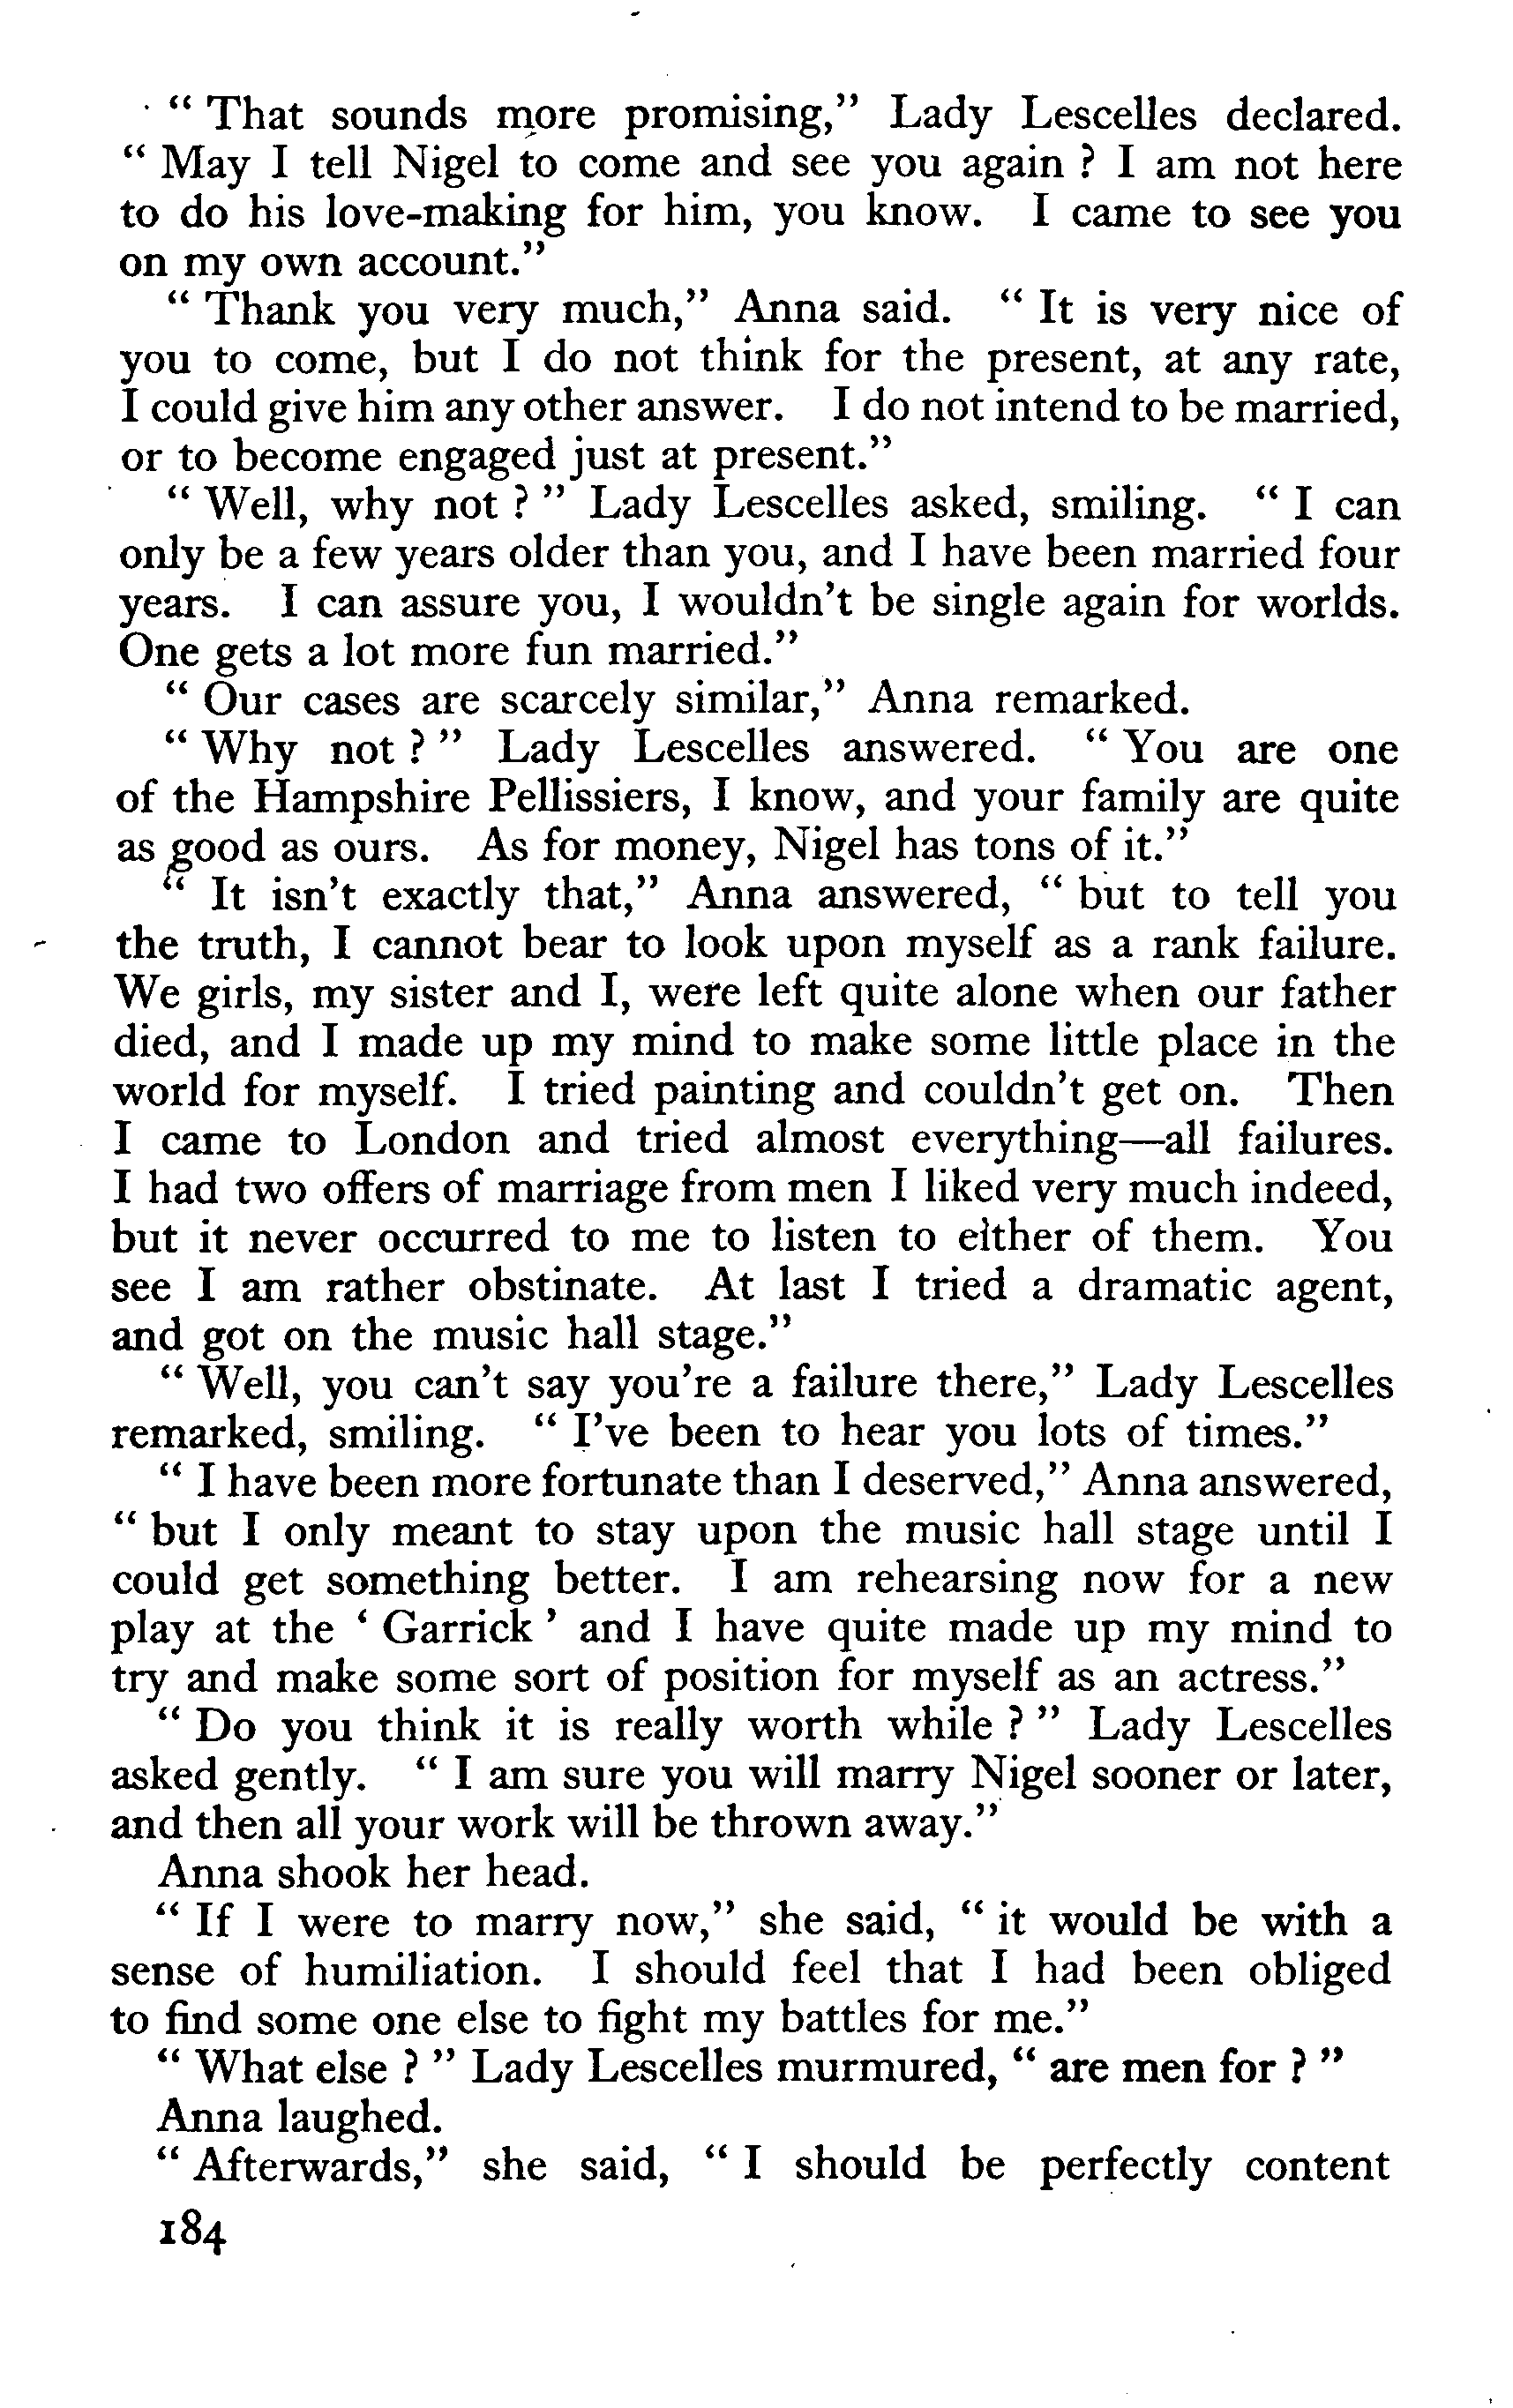 “ That sounds more promising,” Lady Lescelles declared.
“ May I tell Nigel to come and see you again ? I am not here
to do his love-making for him, you know. I came to see you
on my own account.”
“ Thank you very much,” Anna said. “ It is very nice of
you to come, but I do not think for the present, at any rate,
I could give him any other answer. I do not intend to be married,
or to become engaged just at present.”
“ Well, why not ? ” Lady Lescelles asked, smiling. “ I can
only be a few years older than you, and I have been married four
years. I can assure you, I wouldn’t be single again for worlds.
One gets a lot more fun married.”
“ Our cases are scarcely similar,” Anna remarked.
“ Why not ? ” Lady Lescelles answered. “ You are one
of the Hampshire Pellissiers, I know, and your family are quite
as good as ours. As for money, Nigel has tons of it.”
“ It isn’t exactly that,” Anna answered, “ but to tell you
the truth, I cannot bear to look upon myself as a rank failure.
We girls, my sister and I, were left quite alone when our father
died, and I made up my mind to make some little place in the
world for myself. I tried painting and couldn’t get on. Then
I came to London and tried almost everything—all failures.
I had two offers of marriage from men I liked very much indeed,
but it never occurred to me to listen to either of them. You
see I am rather obstinate. At last I tried a dramatic agent,
and got on the music hall stage.”
“ Well, you can’t say you’re a failure there,” Lady Lescelles
remarked, smiling. “ I’ve been to hear you lots of times.”
“ I have been more fortunate than I deserved,” Anna answered,
“ but I only meant to stay upon the music hall stage until I
could get something better. I am rehearsing now for a new
play at the ‘ Garrick ’ and I have quite made up my mind to
try and make some sort of position for myself as an actress.”
“ Do you think it is really worth while ? ” Lady Lescelles
asked gently. “ I am sure you will marry Nigel sooner or later,
and then all your work will be thrown away.”
Anna shook her head.
“ If I were to marry now,” she said, “ it would be with a
sense of humiliation. I should feel that I had been obliged
to find some one else to fight my battles for me.”
“ What else ? ” Lady Lescelles murmured, “ are men for ? ”
Anna laughed.
“ Afterwards,” she said, “ I should be perfectly content
184